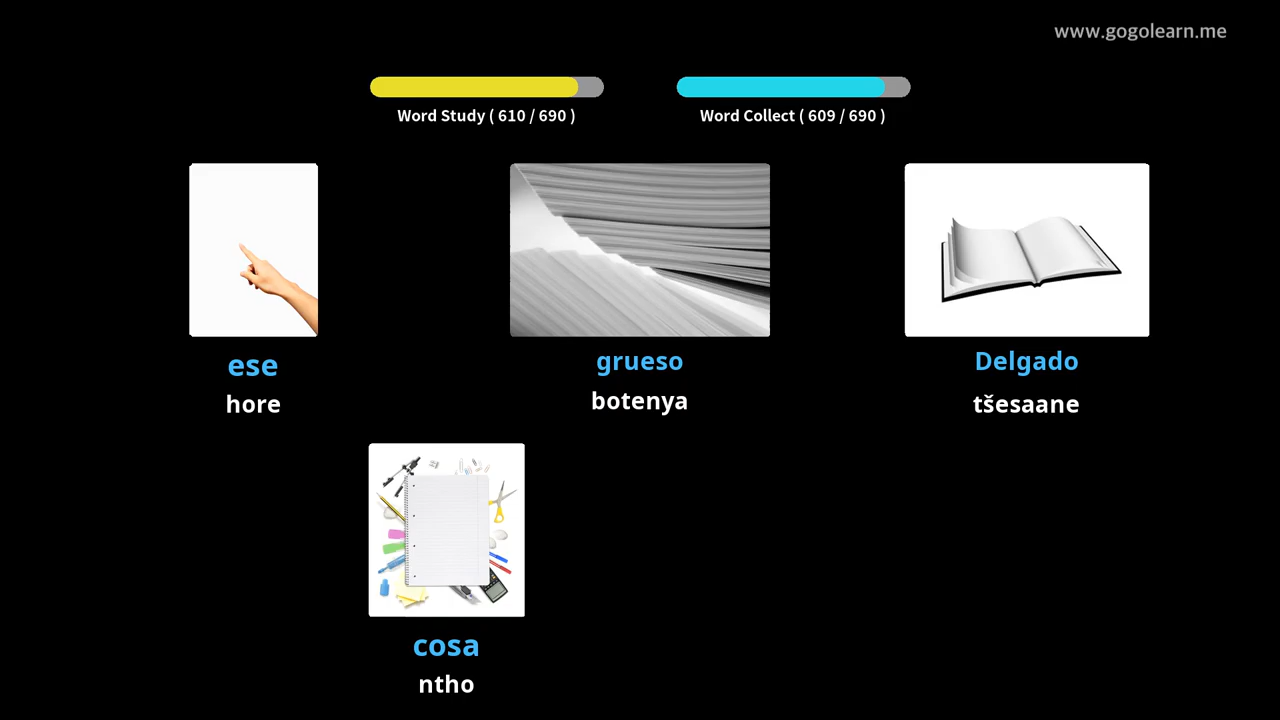 www.gogolearn.me
Word Study ( 610 / 690 )
Word Collect ( 609 / 690 )
ese
hore
grueso
botenya
Delgado
tšesaane
cosa
ntho